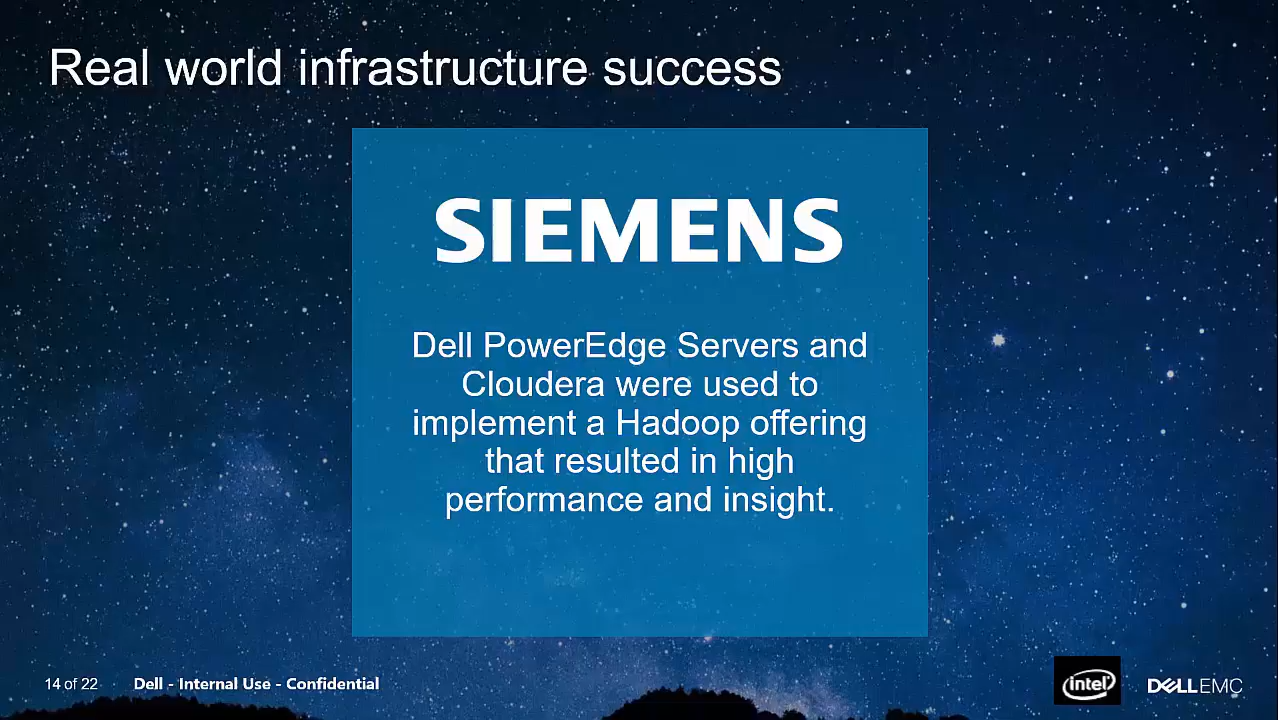 Real world infrastructure success
SIEMENS
Dell PowerEdge Servers and
Cloudera were used to
implement a Hadoop offering
that resulted in high
performance and insight.
14 of 22 Dell - Internal Use - Confidential
intel
DELLEMC